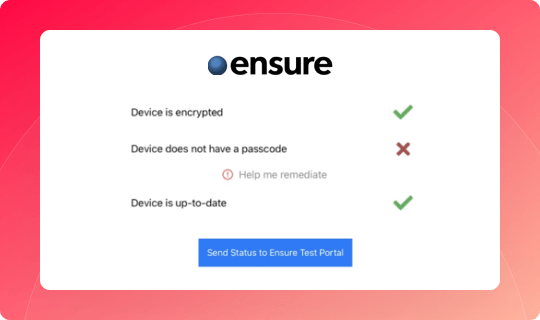 ensure
Device is encrypted
Device does not have a passcode
Help me remediate
Device is up-to-date
Send Status to Ensure Test Portal